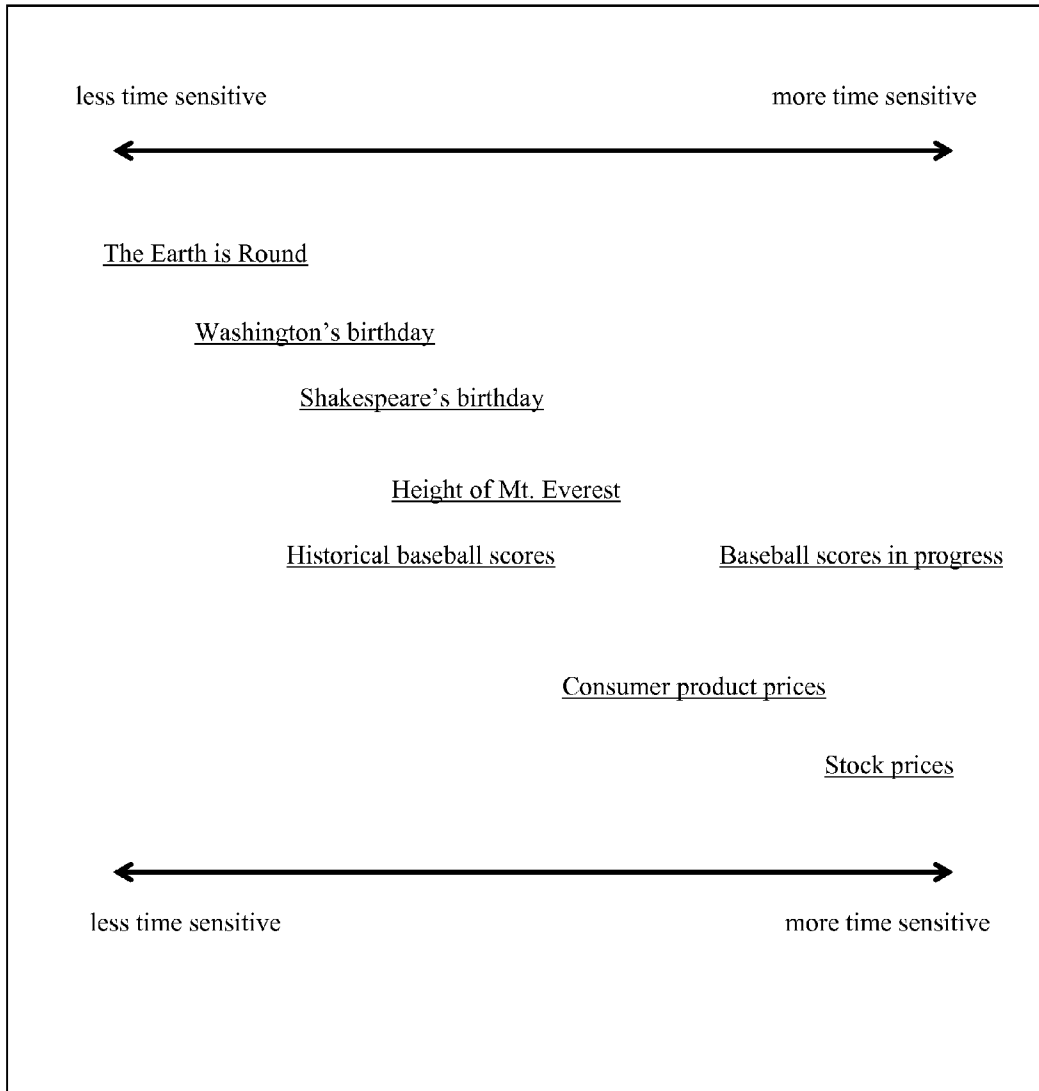 less time sensitive more time sensitive
The Earth is Round
Washington’s birthday
Shakespeare’s birthday
Height of Mt. Everest
Historical baseball scores Baseball scores in progress
Consumer product prices
Stock prices
less time sensitive more time sensitive